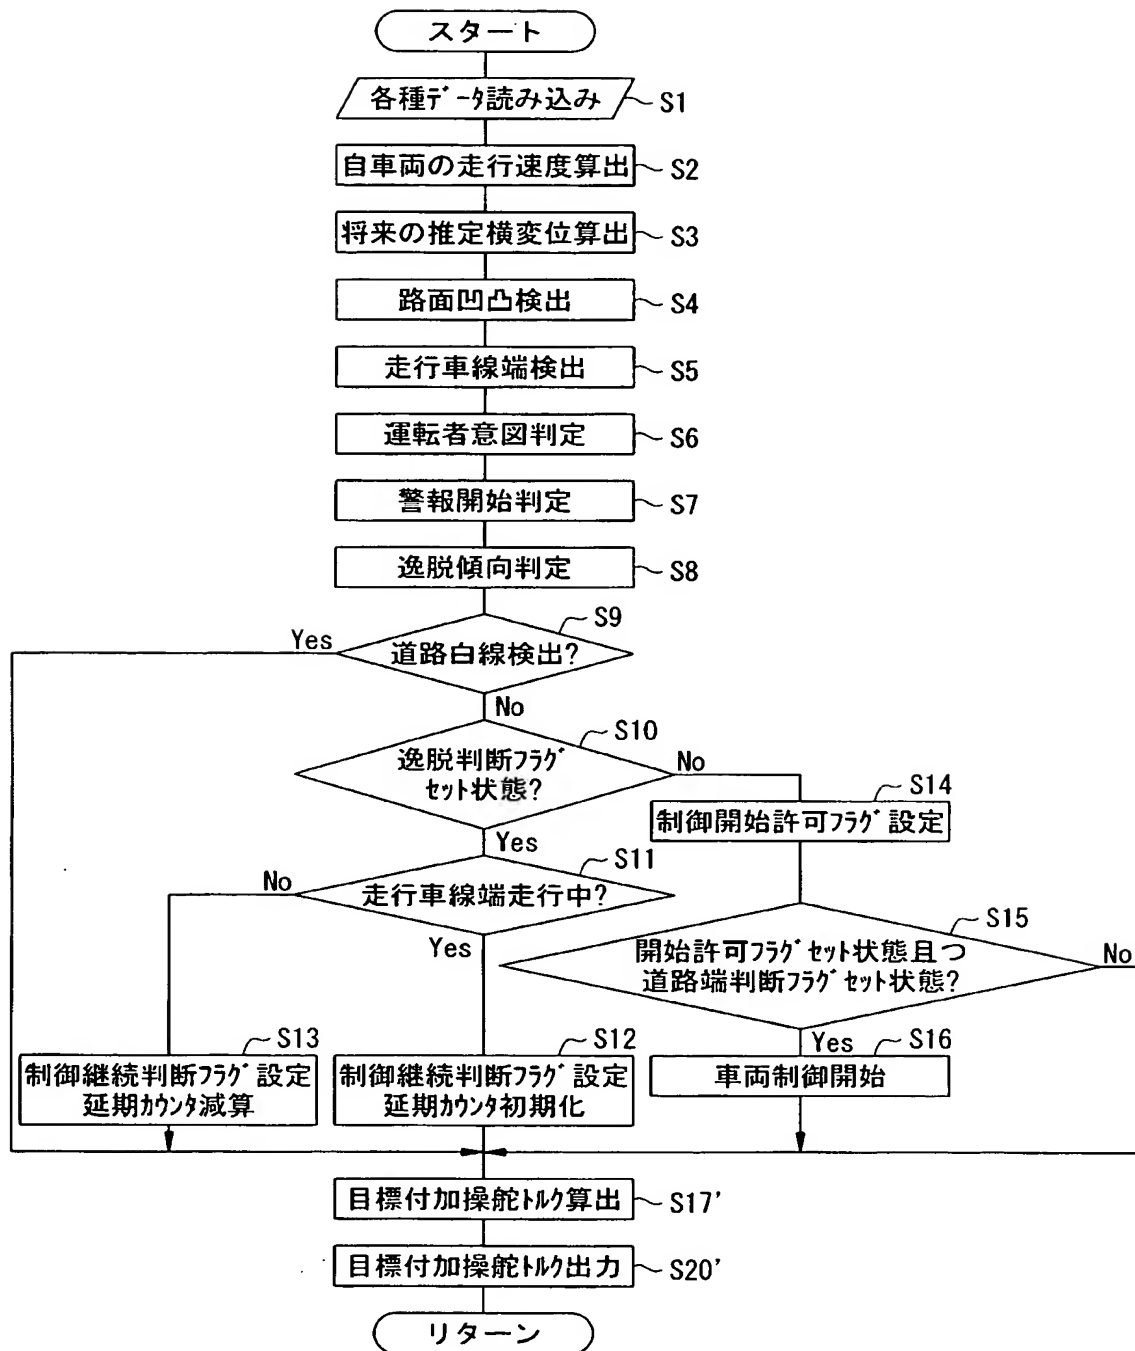 スタート
各種データ読み込み
S1
自車両の走行速度算出
S2
将来の推定横変位算出
S3
路面凹凸検出
S4
走行車線端検出
S5
運転者意図判定
S6
警報開始判定
S7
逸脱傾向判定
S8
S9
Yes
道路白線検出?
No
S10
逸脱判断フラグ
セット状態?
No
S14
制御開始許可フラグ設定
Yes
S11
No
走行車線端走行中?
Yes
S15
開始許可フラグセット状態且つ
道路端判断フラグセット状態?
No
S13
制御継続判断フラグ設定
延期カウンタ減算
S12
制御継続判断フラグ設定
延期カウンタ初期化
Yes
S16
車両制御開始
目標付加操舵トルク算出
S17'
目標付加操舵トルク出力
S20'
リターン